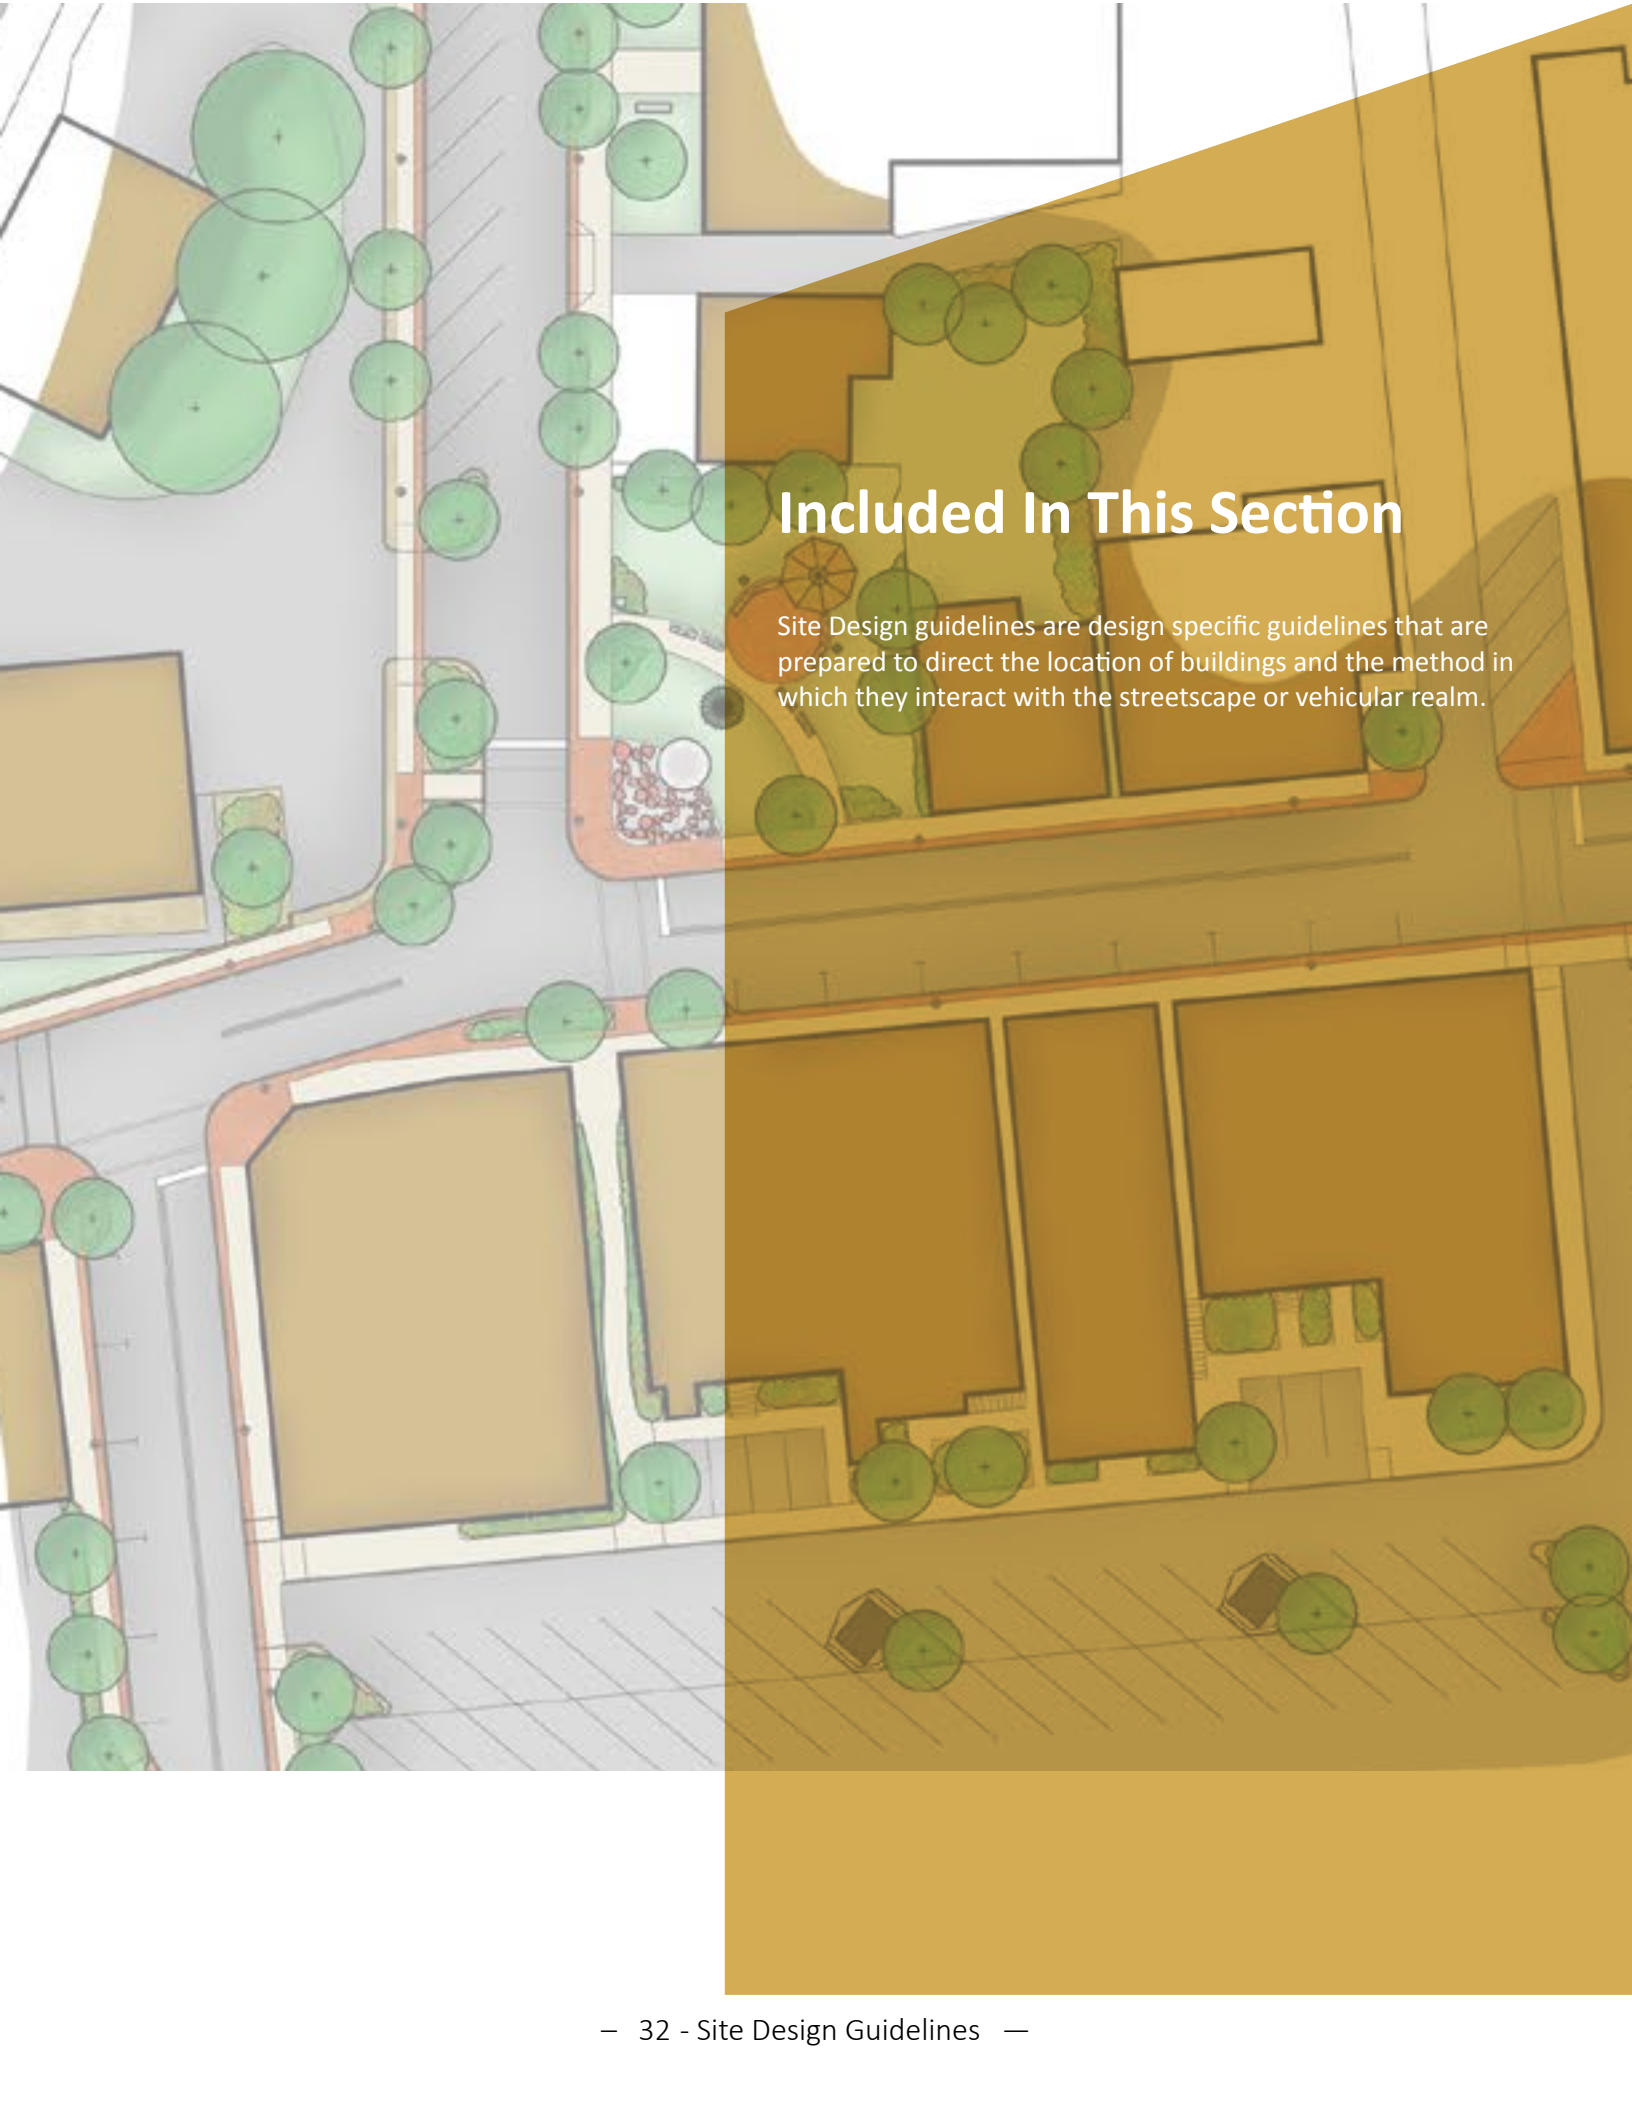 Included In This Section
Site Design guidelines are design specific guidelines that are
prepared to direct the location of buildings and the method in
which they interact with the streetscape or vehicular realm.
– 32 - Site Design Guidelines —